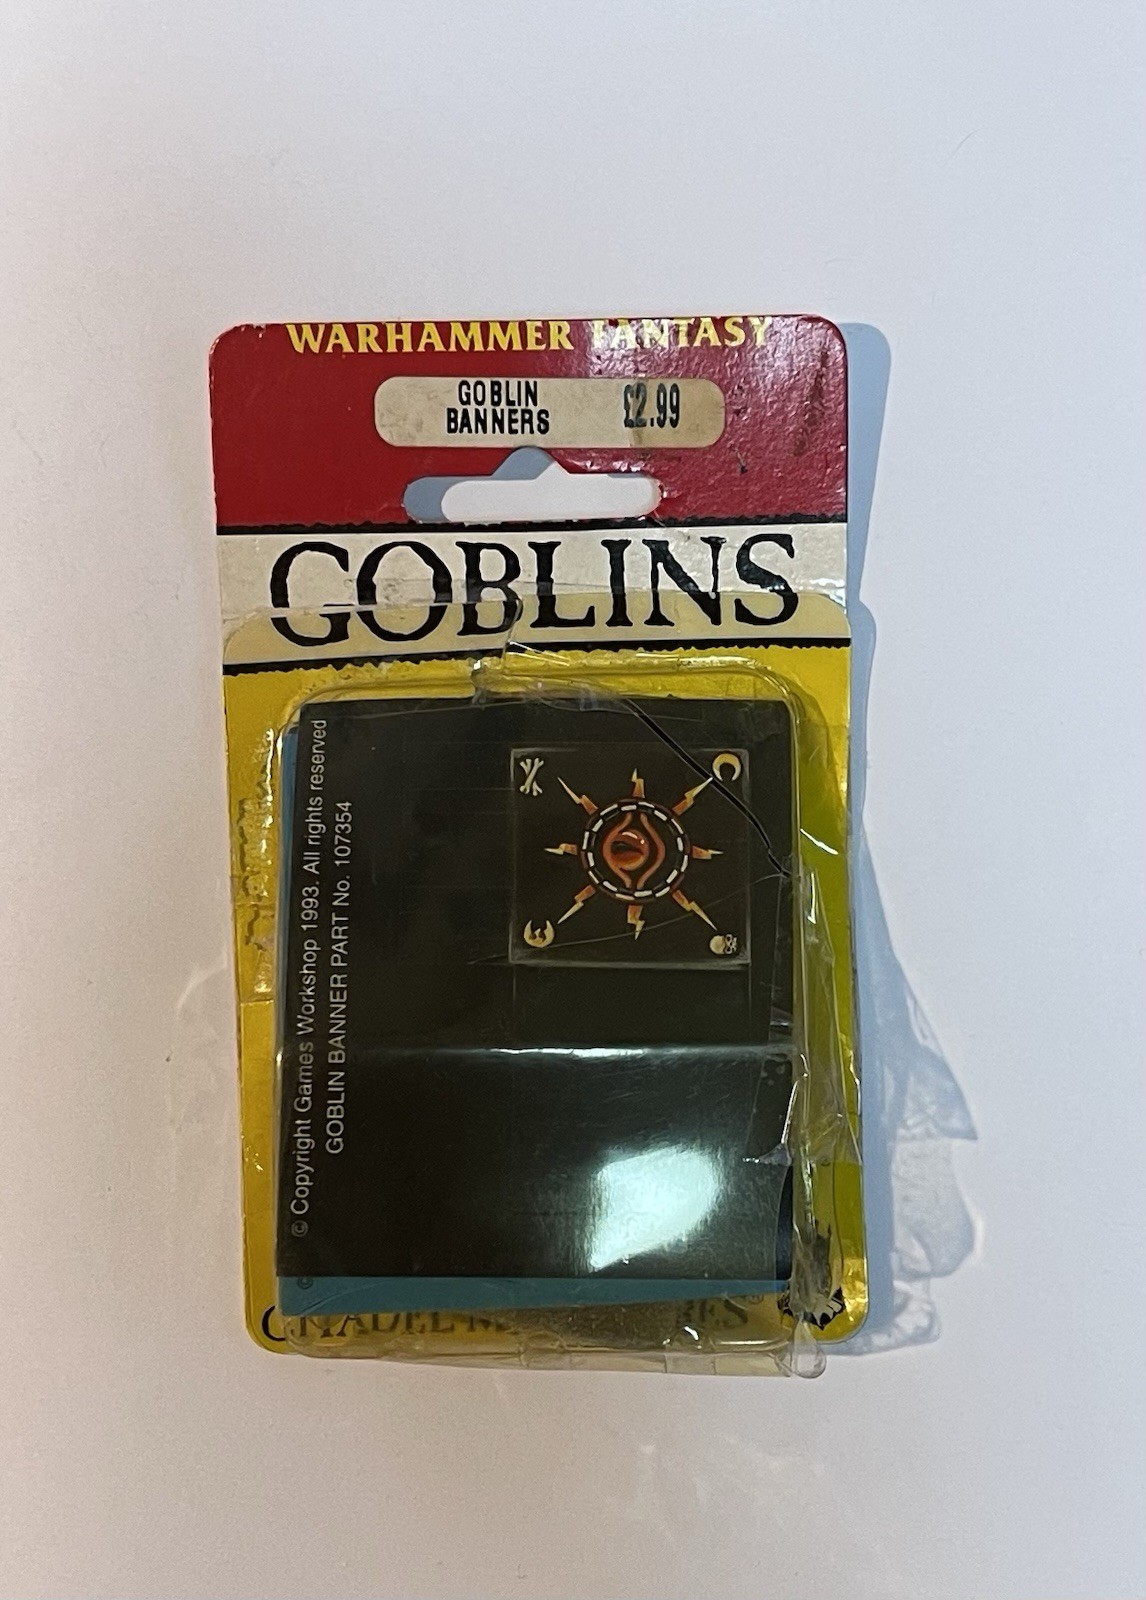 WARHAMMER FANTASY
GOBLIN
BANNERS
£2.99
GOBLINS
© Copyright Games Workshop 1993. All rights reserved
GOBLIN BANNER PART No. 107354
©
CITADEL